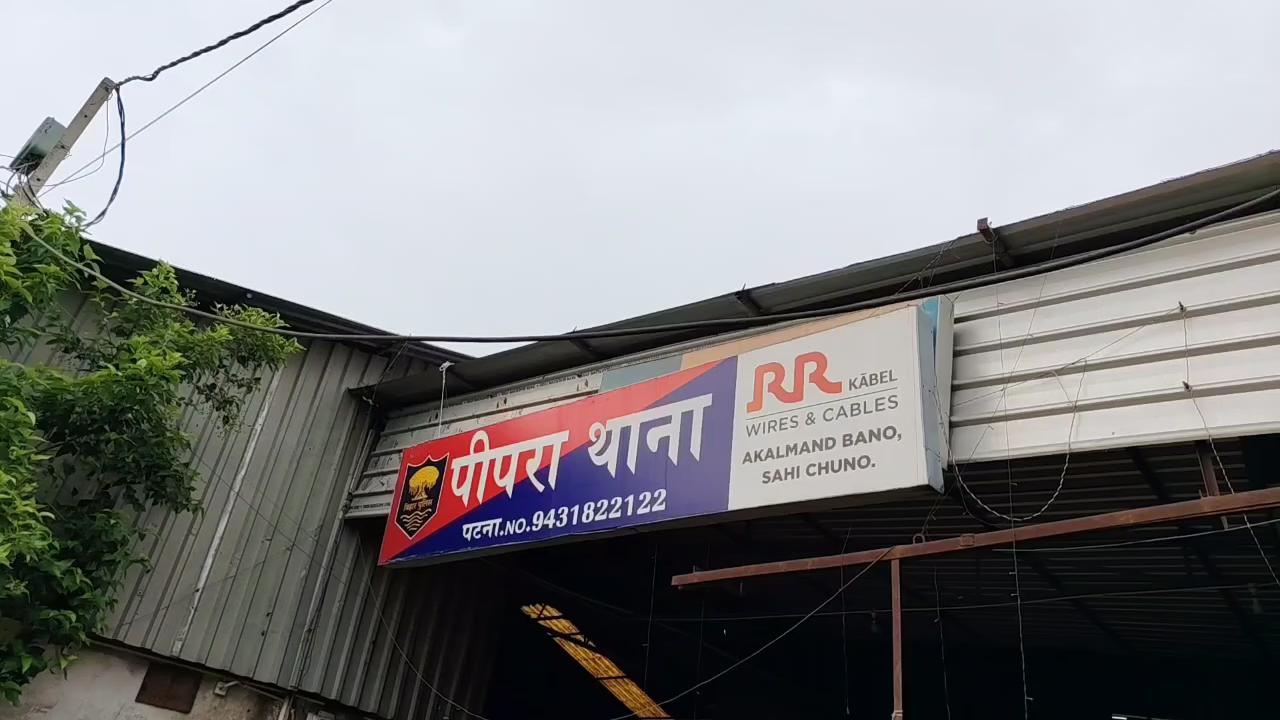 पीपरा थाना
बिहार पुलिस
पटना.NO.9431822122
RR KĀBEL
WIRES & CABLES
AKALMAND BANO,
SAHI CHUNO.